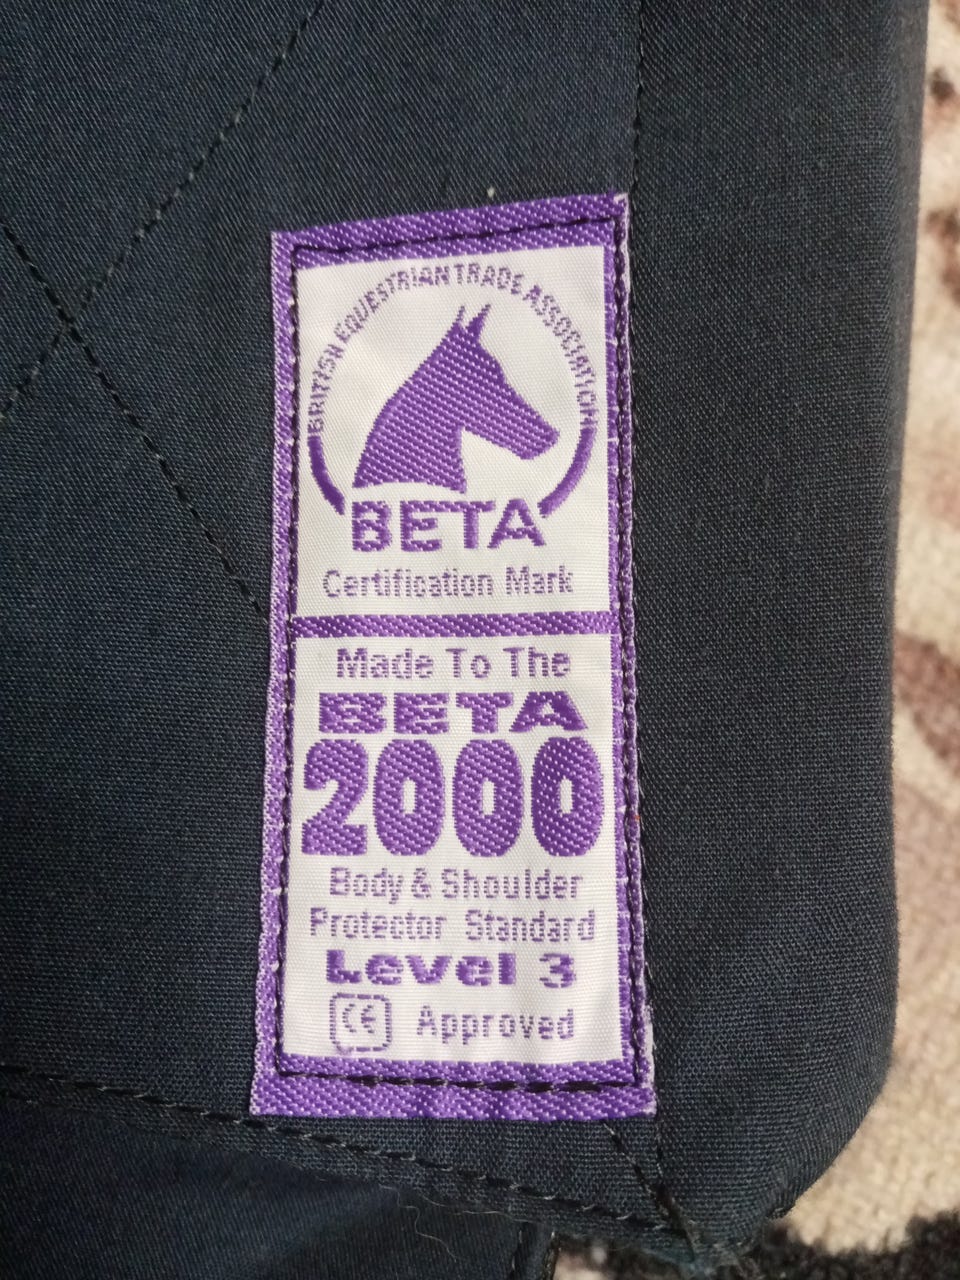 BRITISH EQUESTRIAN TRADE ASSOCIATION
BETA
Certification Mark
Made To The
BETA
2000
Body & Shoulder
Protector Standard
Level 3
CE Approved